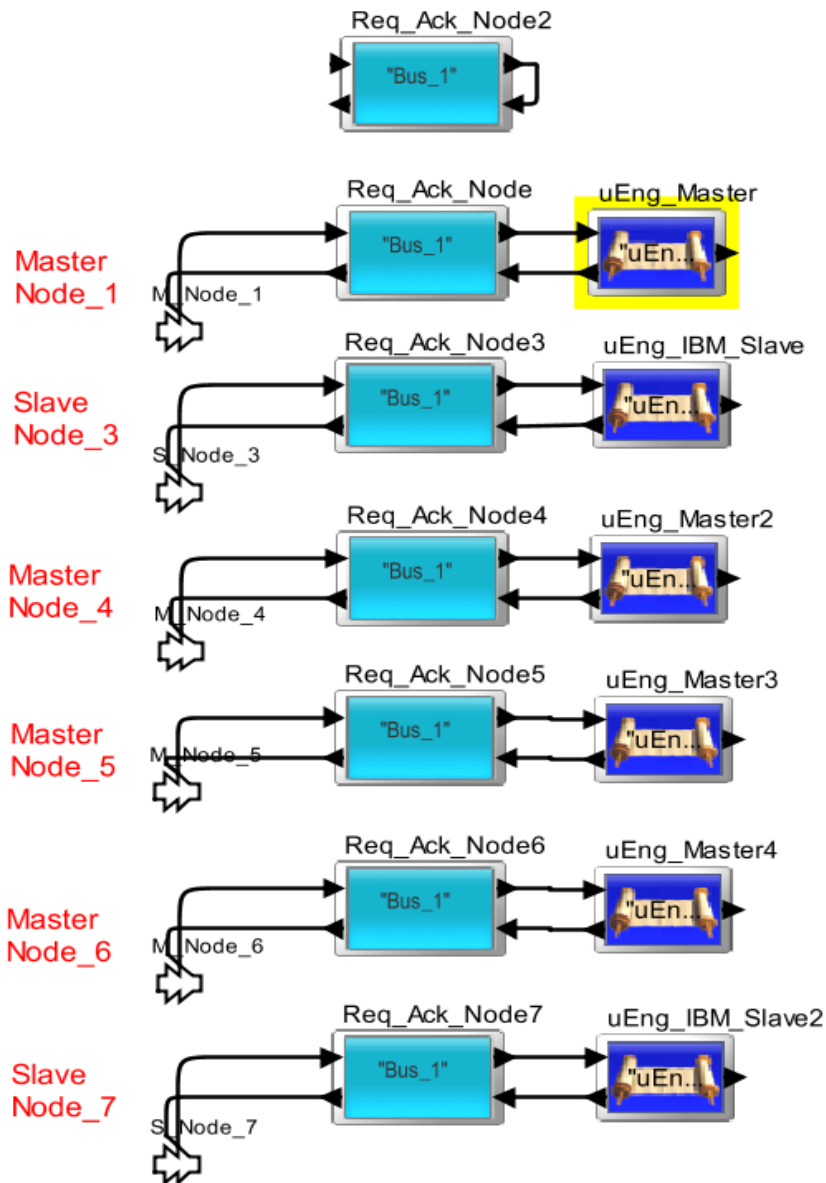 Req_Ack_Node2
"Bus_1"
Req_Ack_Node
uEng_Master
Master
Node_1
M_Node_1
"Bus_1"
"uEn...
Req_Ack_Node3
uEng_IBM_Slave
Slave
Node_3
S_Node_3
"Bus_1"
"uEn...
Req_Ack_Node4
uEng_Master2
Master
Node_4
M_Node_4
"Bus_1"
"uEn...
Req_Ack_Node5
uEng_Master3
Master
Node_5
M_Node_5
"Bus_1"
"uEn...
Req_Ack_Node6
uEng_Master4
Master
Node_6
M_Node_6
"Bus_1"
"uEn...
Req_Ack_Node7
uEng_IBM_Slave2
Slave
Node_7
S_Node_7
"Bus_1"
"uEn...